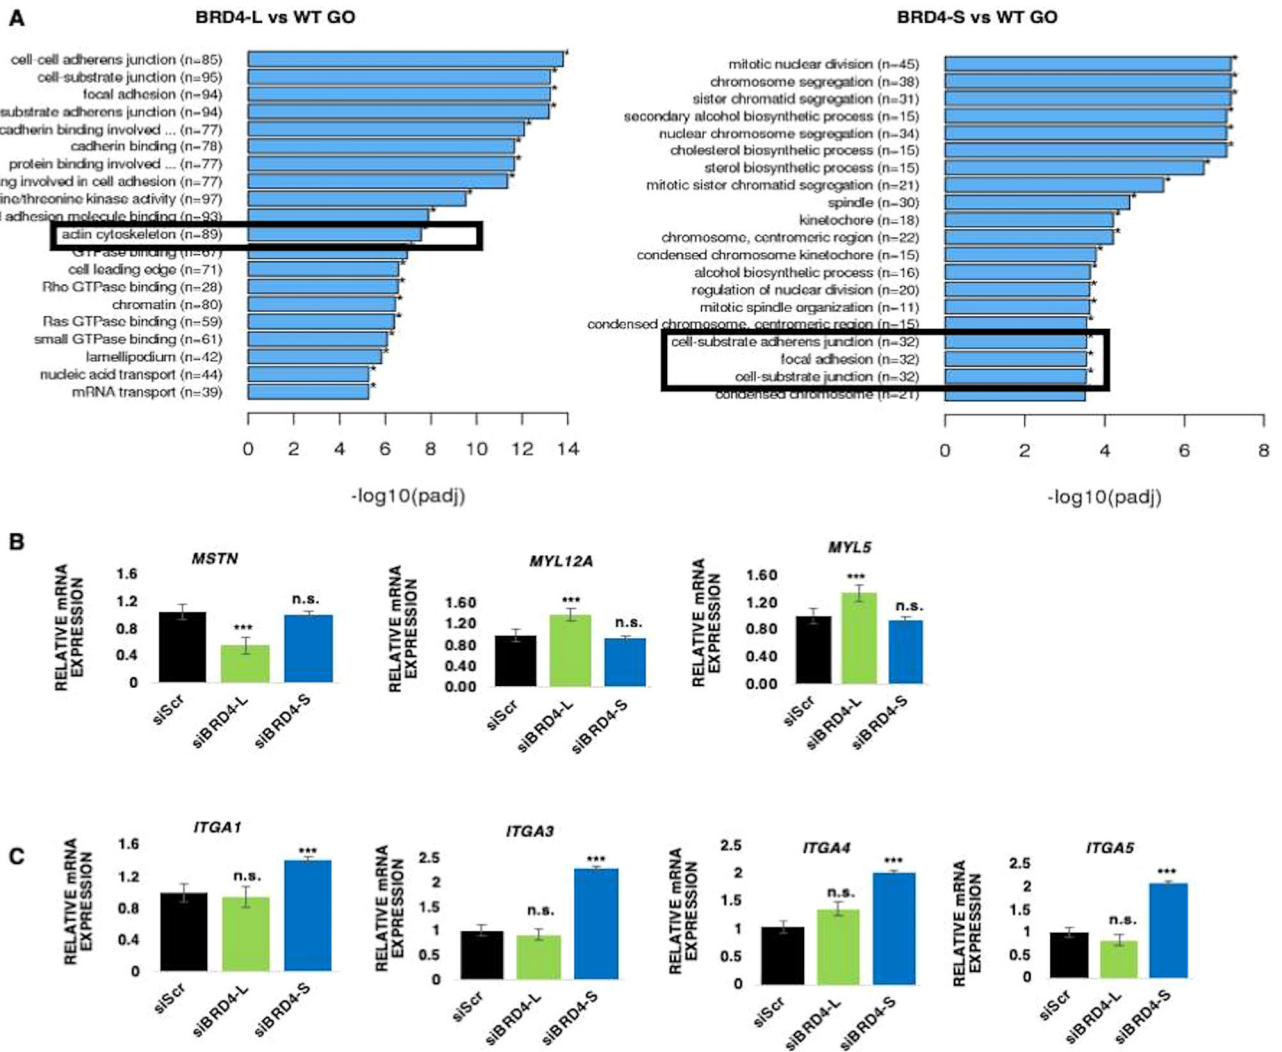 A
BRD4-L vs WT GO
cell-cell adherens junction (n=85)
cell-substrate junction (n=95)
focal adhesion (n=94)
substrate adherens junction (n=94)
cadherin binding involved ... (n=77)
cadherin binding (n=78)
protein binding involved ... (n=77)
ng involved in cell adhesion (n=77)
rine/threonine kinase activity (n=97)
l adhesion molecule binding (n=93)
actin cytoskeleton (n=89)
GTPase binding (n=67)
cell leading edge (n=71)
Rho GTPase binding (n=28)
chromatin (n=80)
Ras GTPase binding (n=59)
small GTPase binding (n=61)
lamellipodium (n=42)
nucleic acid transport (n=44)
mRNA transport (n=39)
0 2 4 6 8 10 12 14
-log10(padj)
BRD4-S vs WT GO
mitotic nuclear division (n=45)
chromosome segregation (n=38)
sister chromatid segregation (n=31)
secondary alcohol biosynthetic process (n=15)
nuclear chromosome segregation (n=34)
cholesterol biosynthetic process (n=15)
sterol biosynthetic process (n=15)
mitotic sister chromatid segregation (n=21)
spindle (n=30)
kinetochore (n=18)
chromosome, centromeric region (n=22)
condensed chromosome kinetochore (n=15)
alcohol biosynthetic process (n=16)
regulation of nuclear division (n=20)
mitotic spindle organization (n=11)
condensed chromosome, centromeric region (n=15)
cell-substrate adherens junction (n=32)
focal adhesion (n=32)
cell-substrate junction (n=32)
condensed chromosome (n=21)
0 2 4 6 8
-log10(padj)
B
MSTN
RELATIVE mRNA
EXPRESSION
1.6
1.2
0.8
0.4
0
***
n.s.
siScr
siBRD4-L
siBRD4-S
MYL12A
RELATIVE mRNA
EXPRESSION
1.60
1.20
0.80
0.40
0.00
***
n.s.
siScr
siBRD4-L
siBRD4-S
MYL5
RELATIVE mRNA
EXPRESSION
1.60
1.20
0.80
0.40
0.00
***
n.s.
siScr
siBRD4-L
siBRD4-S
C
ITGA1
RELATIVE mRNA
EXPRESSION
1.6
1.2
0.8
0.4
0
n.s.
***
siScr
siBRD4-L
siBRD4-S
ITGA3
RELATIVE mRNA
EXPRESSION
2.5
2
1.5
1
0.5
0
n.s.
***
siScr
siBRD4-L
siBRD4-S
ITGA4
RELATIVE mRNA
EXPRESSION
2.5
2
1.5
1
0.5
0
n.s.
***
siScr
siBRD4-L
siBRD4-S
ITGA5
RELATIVE mRNA
EXPRESSION
2.5
2
1.5
1
0.5
0
n.s.
***
siScr
siBRD4-L
siBRD4-S